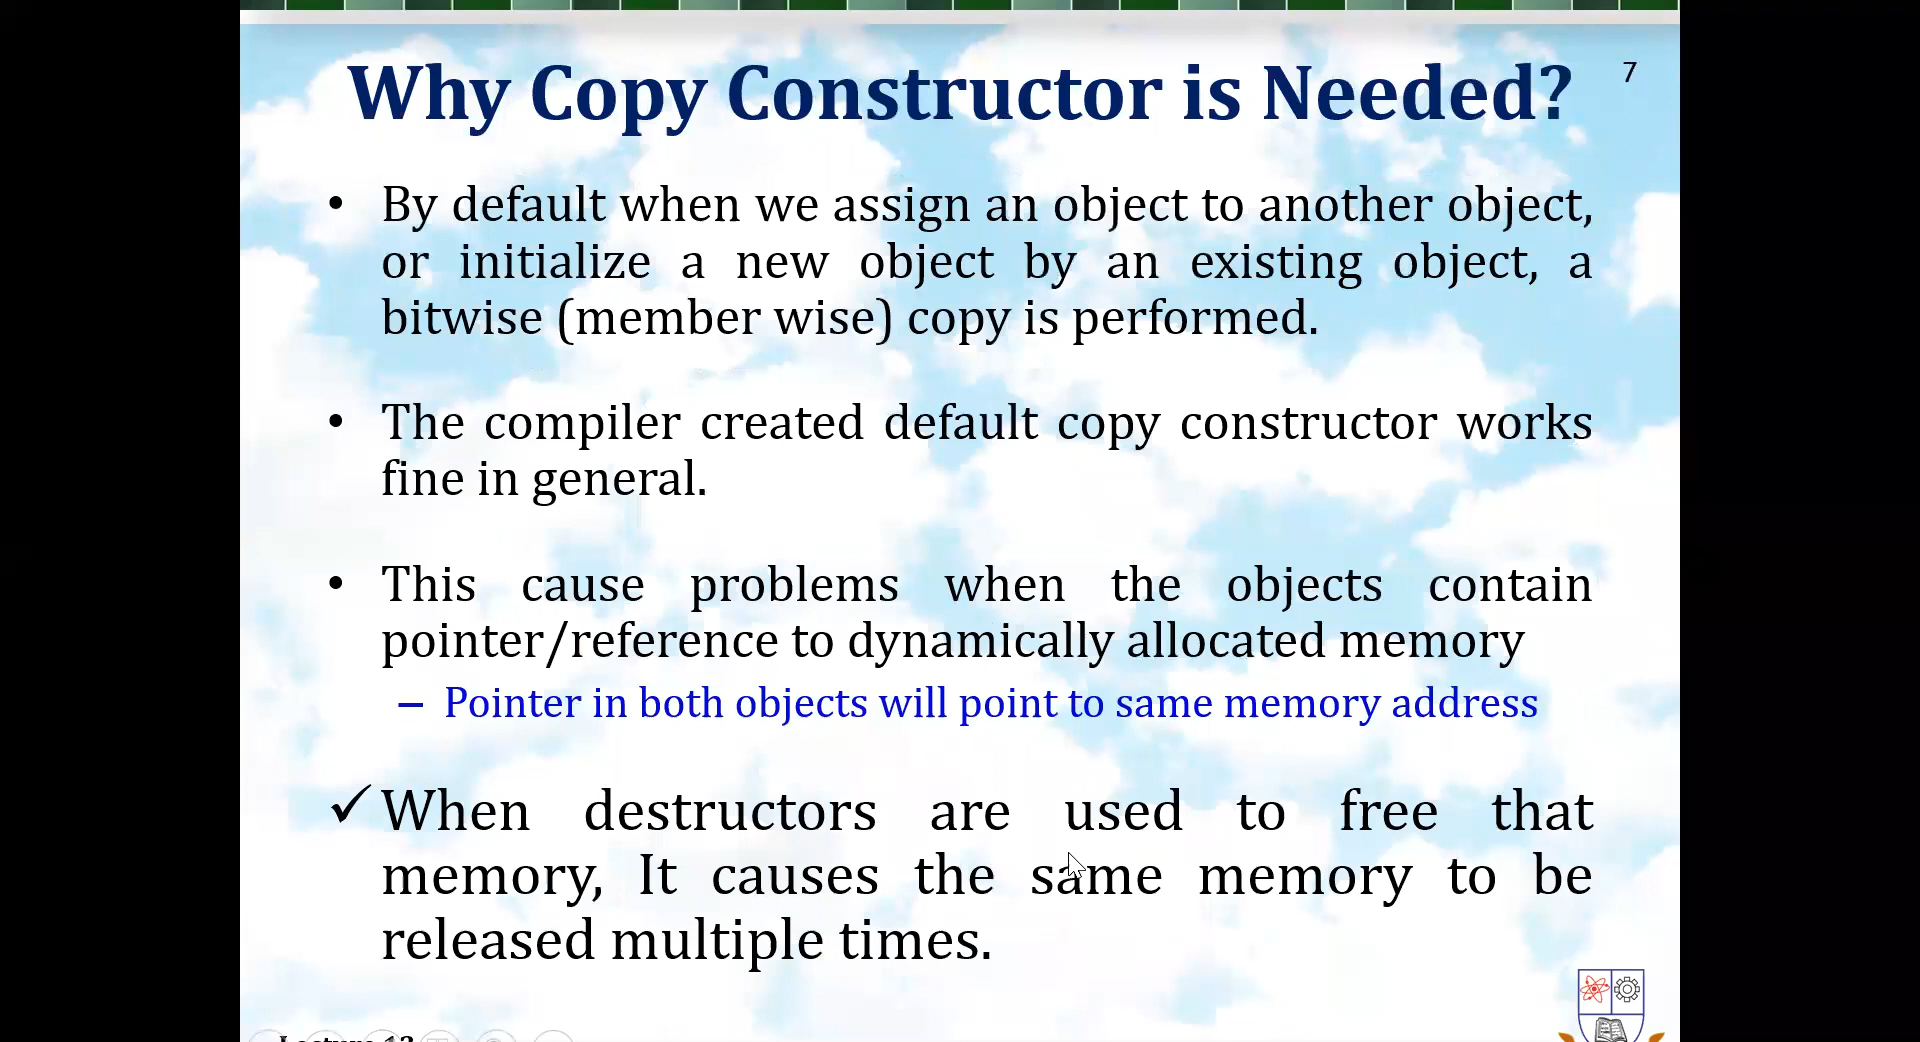 Why Copy Constructor is Needed?
7
• By default when we assign an object to another object,
or initialize a new object by an existing object, a
bitwise (member wise) copy is performed.
• The compiler created default copy constructor works
fine in general.
• This cause problems when the objects contain
pointer/reference to dynamically allocated memory
– Pointer in both objects will point to same memory address
✓ When destructors are used to free that
memory, It causes the same memory to be
released multiple times.
Lecture 13